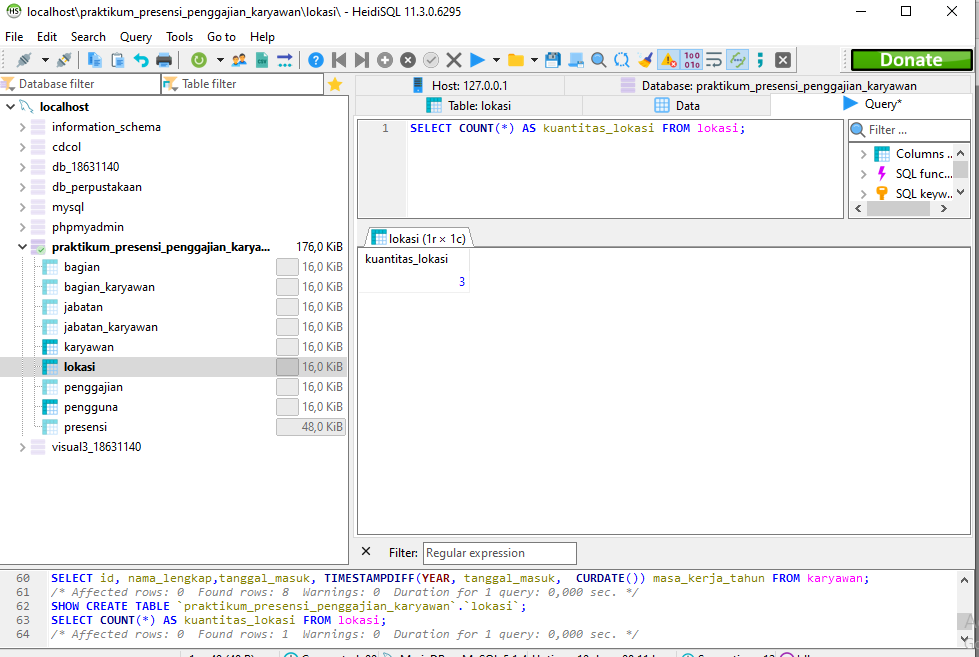 localhost\praktikum_presensi_penggajian_karyawan\lokasi\ - HeidiSQL 11.3.0.6295
File Edit Search Query Tools Go to Help
Donate
Database filter Table filter
Host: 127.0.0.1 Database: praktikum_presensi_penggajian_karyawan
Table: lokasi Data Query*
localhost
information_schema
cdcol
db_18631140
db_perpustakaan
mysql
phpmyadmin
praktikum_presensi_penggajian_karya... 176,0 KiB
bagian 16,0 KiB
bagian_karyawan 16,0 KiB
jabatan 16,0 KiB
jabatan_karyawan 16,0 KiB
karyawan 16,0 KiB
lokasi 16,0 KiB
penggajian 16,0 KiB
pengguna 16,0 KiB
presensi 48,0 KiB
visual3_18631140
1 SELECT COUNT(*) AS kuantitas_lokasi FROM lokasi;
Filter ...
Columns ..
SQL func...
SQL keyw...
lokasi (1r × 1c)
kuantitas_lokasi
3
Filter: Regular expression
60 SELECT id, nama_lengkap,tanggal_masuk, TIMESTAMPDIFF(YEAR, tanggal_masuk, CURDATE()) masa_kerja_tahun FROM karyawan;
61 /* Affected rows: 0 Found rows: 8 Warnings: 0 Duration for 1 query: 0,000 sec. */
62 SHOW CREATE TABLE `praktikum_presensi_penggajian_karyawan`.`lokasi`;
63 SELECT COUNT(*) AS kuantitas_lokasi FROM lokasi;
64 /* Affected rows: 0 Found rows: 1 Warnings: 0 Duration for 1 query: 0,000 sec. */